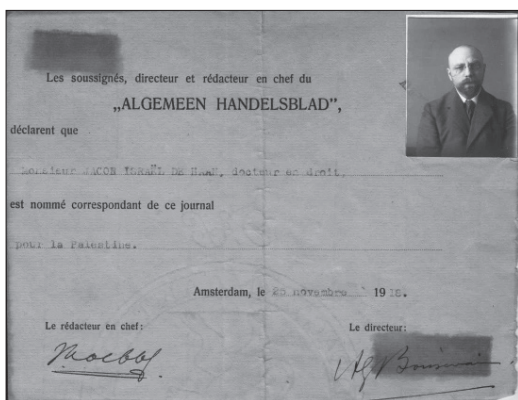 Les soussignés, directeur et rédacteur en chef du
„ALGEMEEN HANDELSBLAD”,
déclarent que
Monsieur JACOB ISRAËL DE HAAN, docteur en droit,
est nommé correspondant de ce journal
pour la Palestine.
Amsterdam, le 25 novembre 1918.
Le rédacteur en chef:
Le directeur: